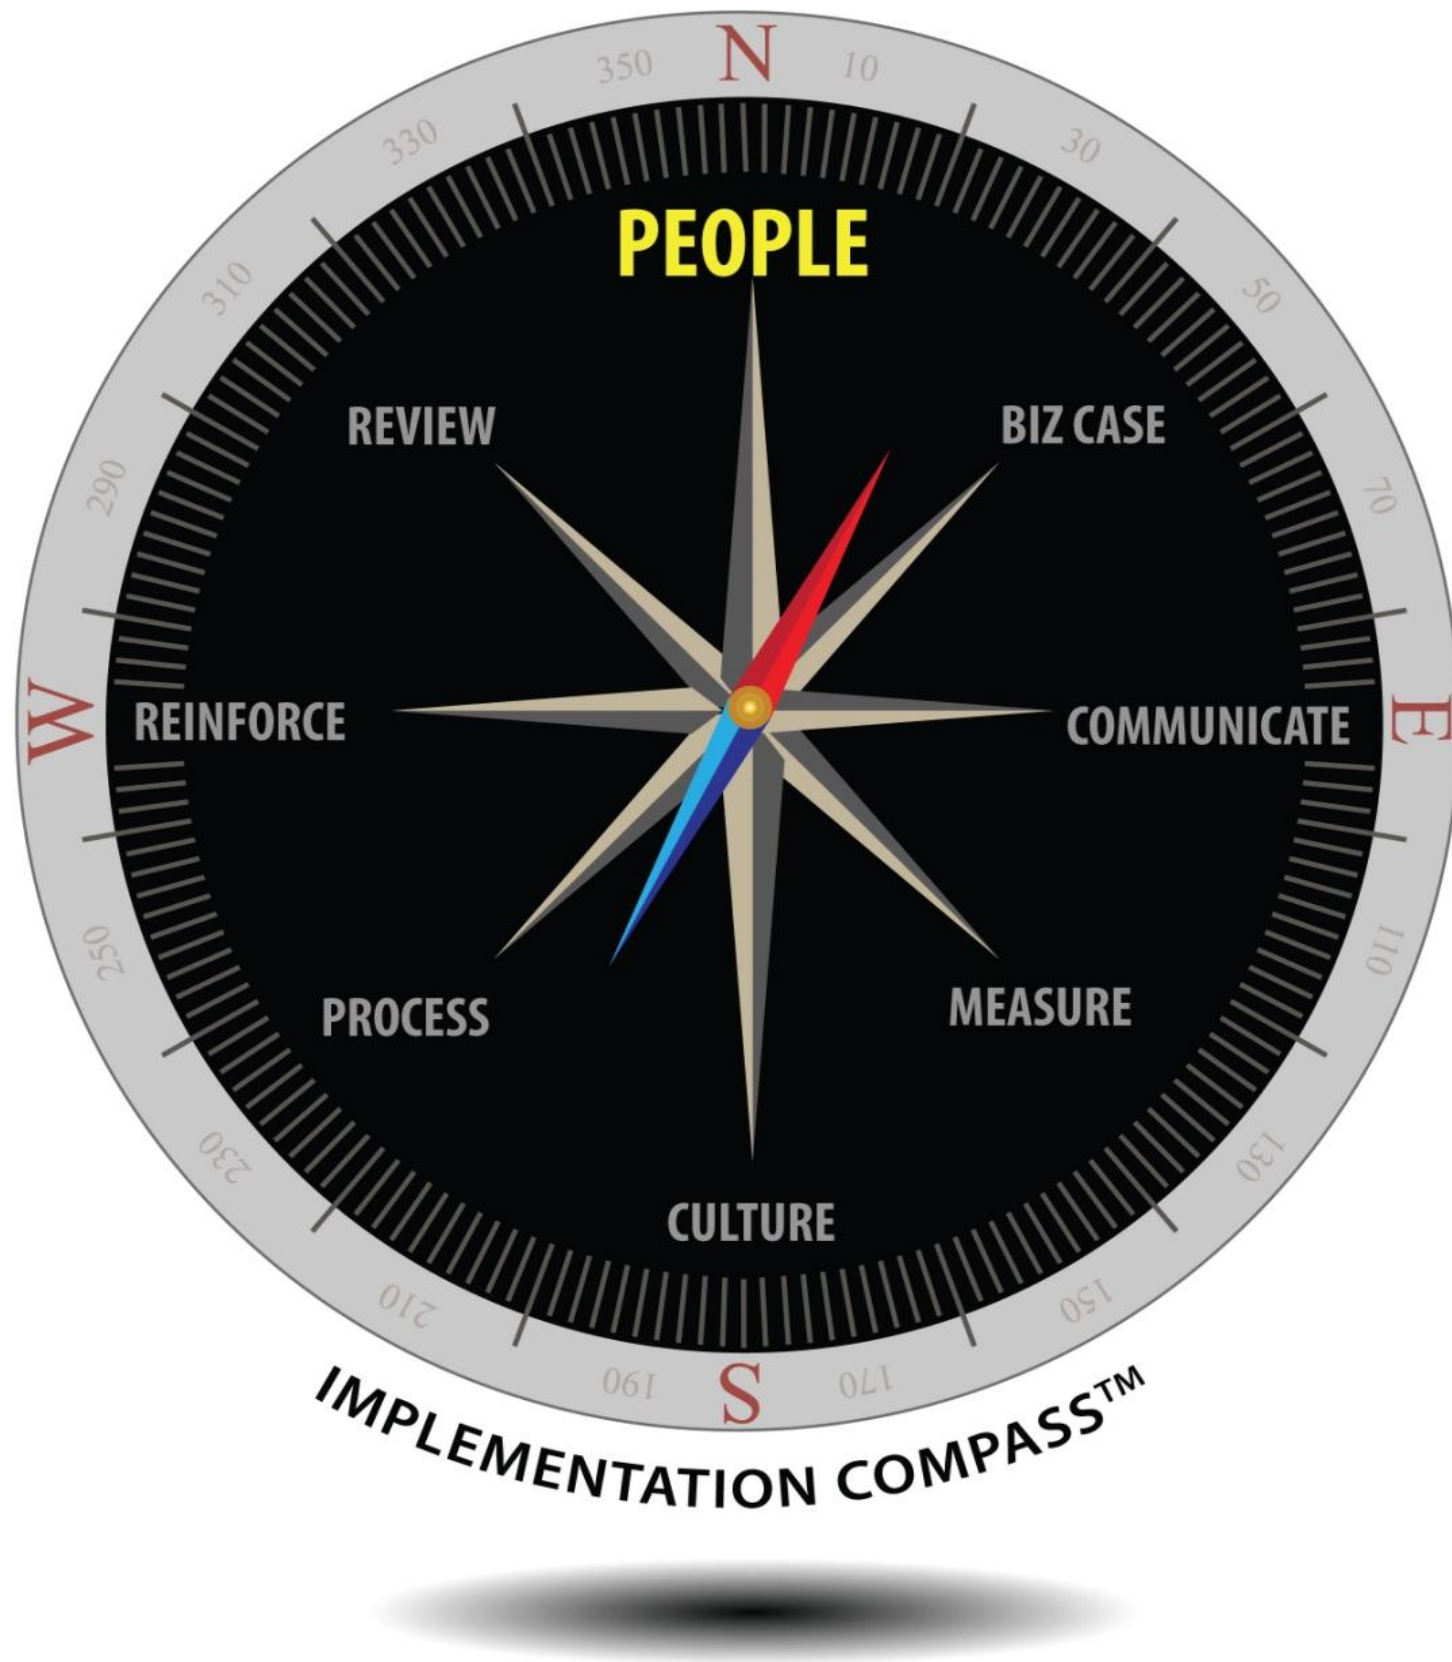 N
350
10
330
30
310
50
290
70
W
E
250
110
230
130
210
150
190
170
S
PEOPLE
REVIEW
BIZ CASE
REINFORCE
COMMUNICATE
PROCESS
MEASURE
CULTURE
IMPLEMENTATION COMPASS™